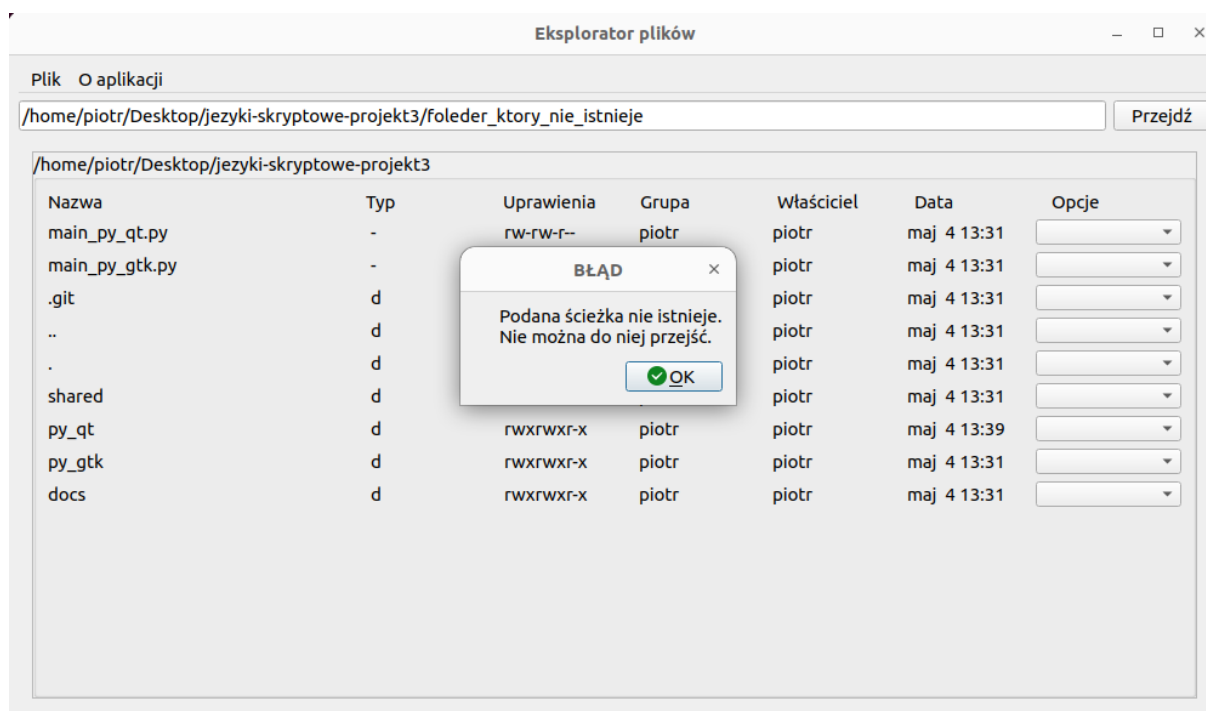 Eksplorator plików
Plik O aplikacji
/home/piotr/Desktop/jezyki-skryptowe-projekt3/foleder_ktory_nie_istnieje Przejdź
/home/piotr/Desktop/jezyki-skryptowe-projekt3
Nazwa Typ Uprawienia Grupa Właściciel Data Opcje
main_py_qt.py - rw-rw-r-- piotr piotr maj 4 13:31
main_py_gtk.py - piotr maj 4 13:31
.git d piotr maj 4 13:31
.. d piotr maj 4 13:31
. d piotr maj 4 13:31
shared d piotr maj 4 13:31
py_qt d rwxrwxr-x piotr piotr maj 4 13:39
py_gtk d rwxrwxr-x piotr piotr maj 4 13:31
docs d rwxrwxr-x piotr piotr maj 4 13:31
BŁĄD
Podana ścieżka nie istnieje.
Nie można do niej przejść.
OK